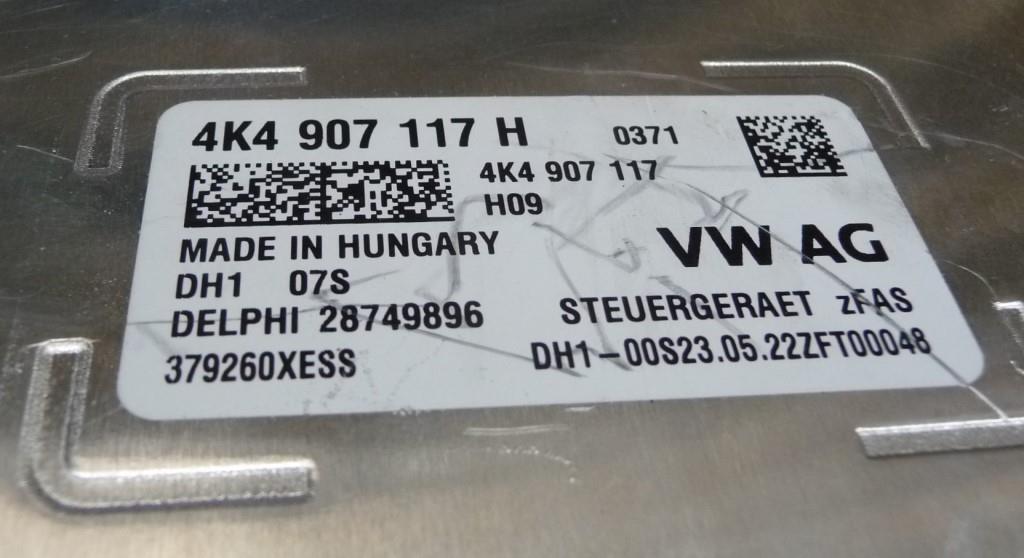 4K4 907 117 H 0371
4K4 907 117
H09
MADE IN HUNGARY
VW AG
DH1 07S
DELPHI 28749896
STEUERGERAET zFAS
379260XESS
DH1-00S23.05.22ZFT00048